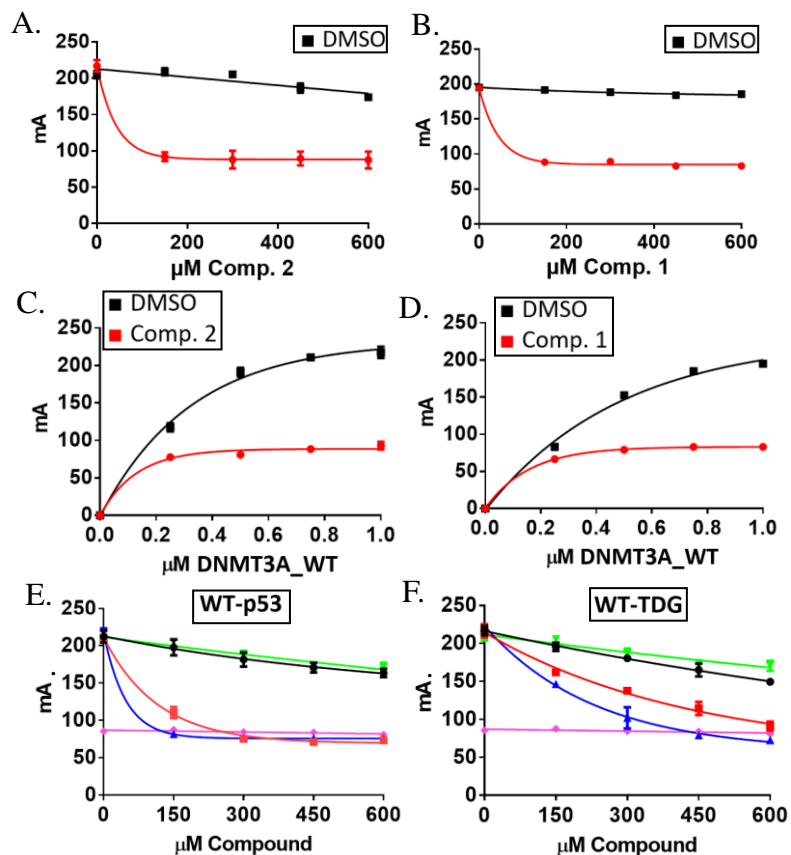 A.
DMSO
250
200
150
100
50
0
mA
0 200 400 600
µM Comp. 2
B.
DMSO
250
200
150
100
50
0
mA
0 200 400 600
µM Comp. 1
C.
DMSO
Comp. 2
250
200
150
100
50
0
mA
0.0 0.2 0.4 0.6 0.8 1.0
µM DNMT3A_WT
D.
DMSO
Comp. 1
250
200
150
100
50
0
mA
0.0 0.2 0.4 0.6 0.8 1.0
µM DNMT3A_WT
E.
WT-p53
250
200
150
100
50
0
mA.
0 150 300 450 600
µM Compound
F.
WT-TDG
250
200
150
100
50
0
mA.
0 150 300 450 600
µM Compound